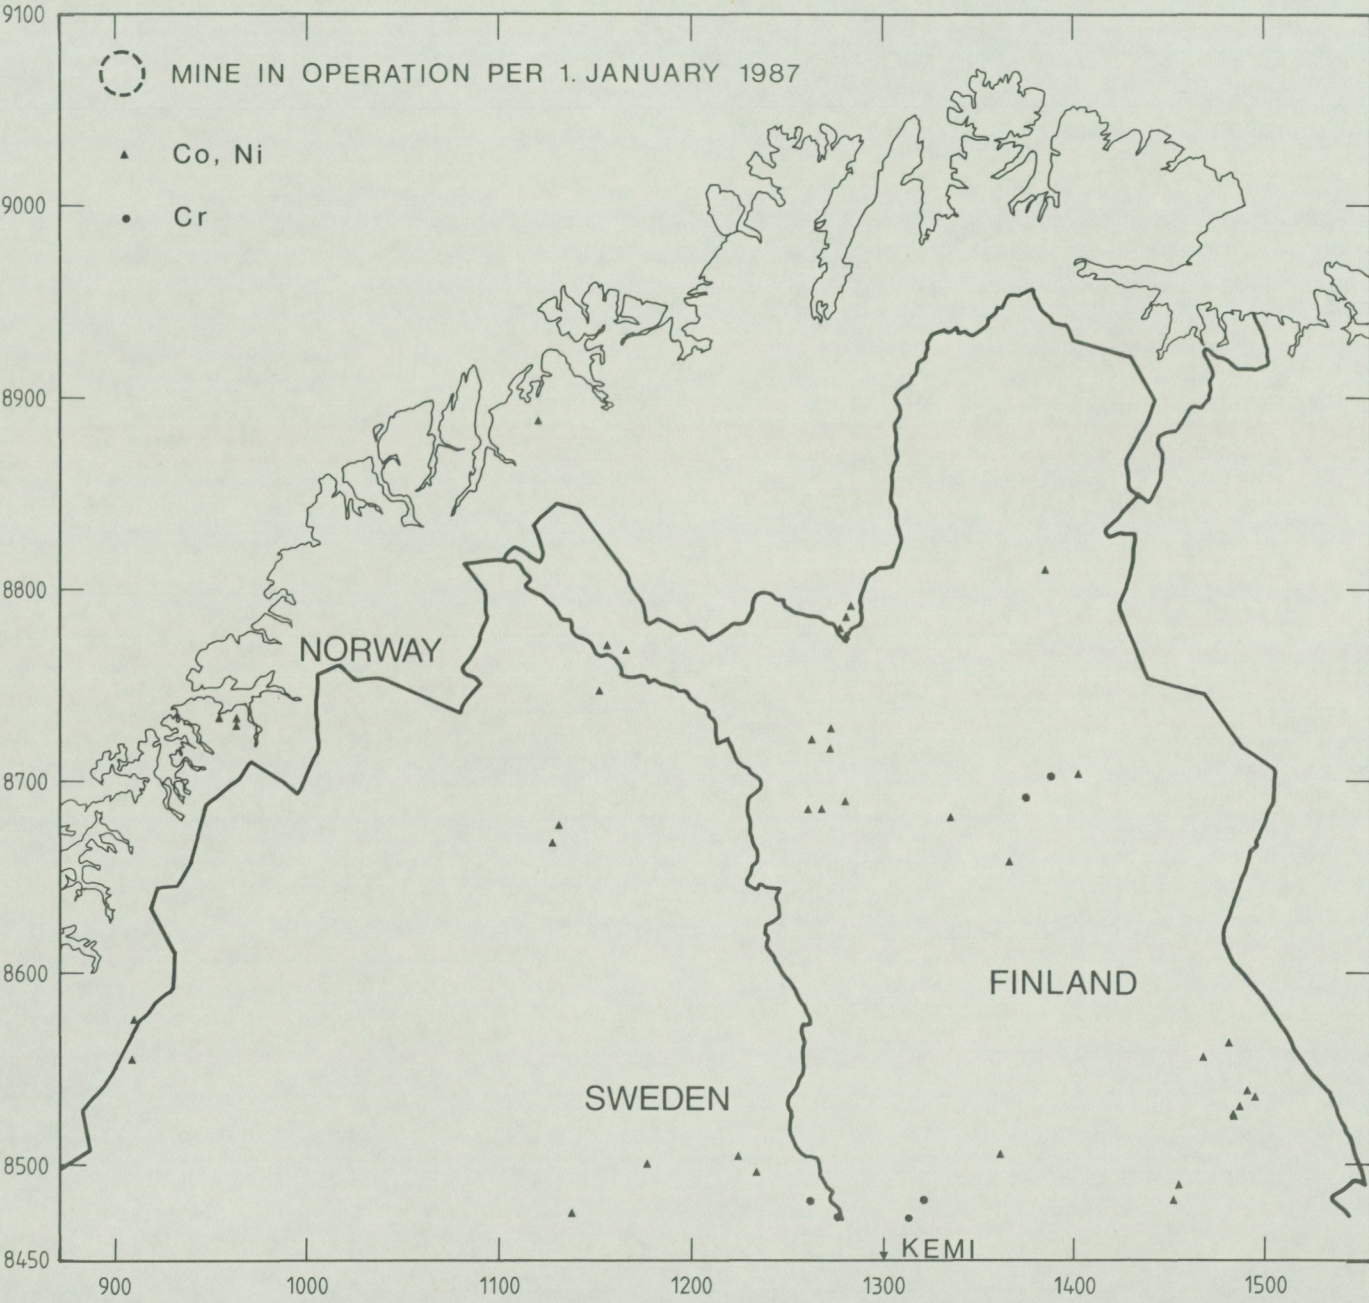 9100
MINE IN OPERATION PER 1. JANUARY 1987
Co, Ni
9000
Cr
8900
8800
NORWAY
8700
8600
FINLAND
SWEDEN
8500
8450
KEMI
900 1000 1100 1200 1300 1400 1500